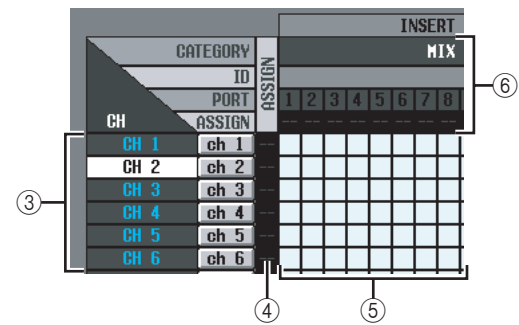 INSERT
CATEGORY MIX
ID
PORT 1 2 3 4 5 6 7 8
CH ASSIGN ASSIGN -- -- -- -- -- -- -- --
CH 1 ch 1 --
CH 2 ch 2 --
CH 3 ch 3 --
CH 4 ch 4 --
CH 5 ch 5 --
CH 6 ch 6 --
③
④
⑤
⑥